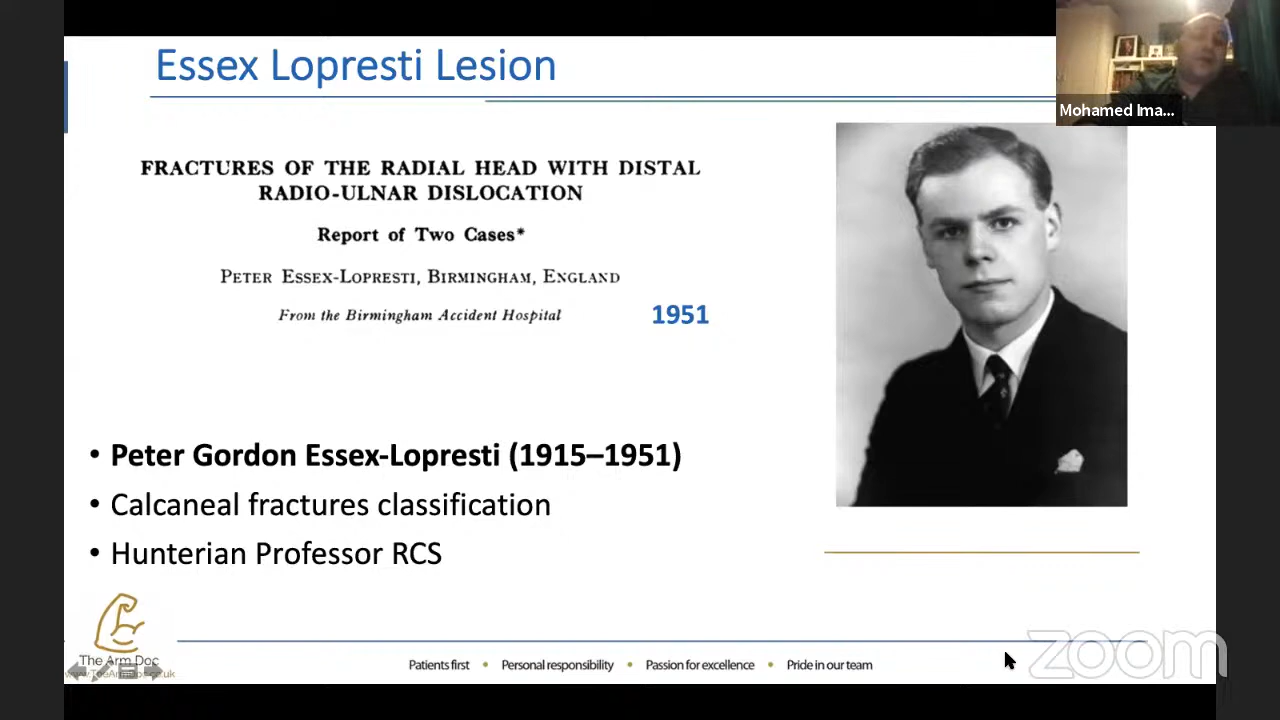 Essex Lopresti Lesion
Mohamed Ima...
FRACTURES OF THE RADIAL HEAD WITH DISTAL
RADIO-ULNAR DISLOCATION
Report of Two Cases*
PETER ESSEX-LOPRESTI, BIRMINGHAM, ENGLAND
From the Birmingham Accident Hospital
1951
• Peter Gordon Essex-Lopresti (1915–1951)
• Calcaneal fractures classification
• Hunterian Professor RCS
The Arm Doc
Patients first • Personal responsibility • Passion for excellence • Pride in our team
zoom